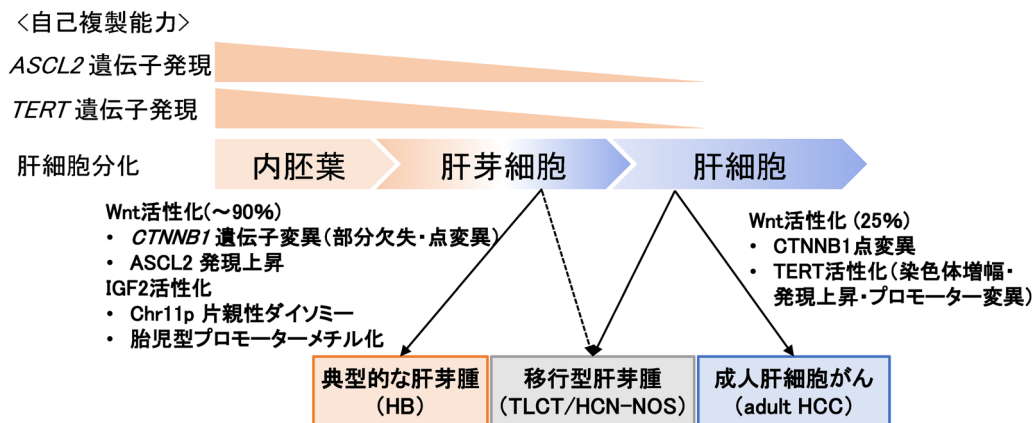 <自己複製能力>
ASCL2 遺伝子発現
TERT 遺伝子発現
肝細胞分化
内胚葉
肝芽細胞
肝細胞
Wnt活性化(～90%)
• CTNNB1 遺伝子変異(部分欠失・点変異)
• ASCL2 発現上昇
IGF2活性化
• Chr11p 片親性ダイソミー
• 胎児型プロモーターメチル化
Wnt活性化 (25%)
• CTNNB1点変異
• TERT活性化(染色体増幅・
発現上昇・プロモーター変異)
典型的な肝芽腫
(HB)
移行型肝芽腫
(TLCT/HCN-NOS)
成人肝細胞がん
(adult HCC)